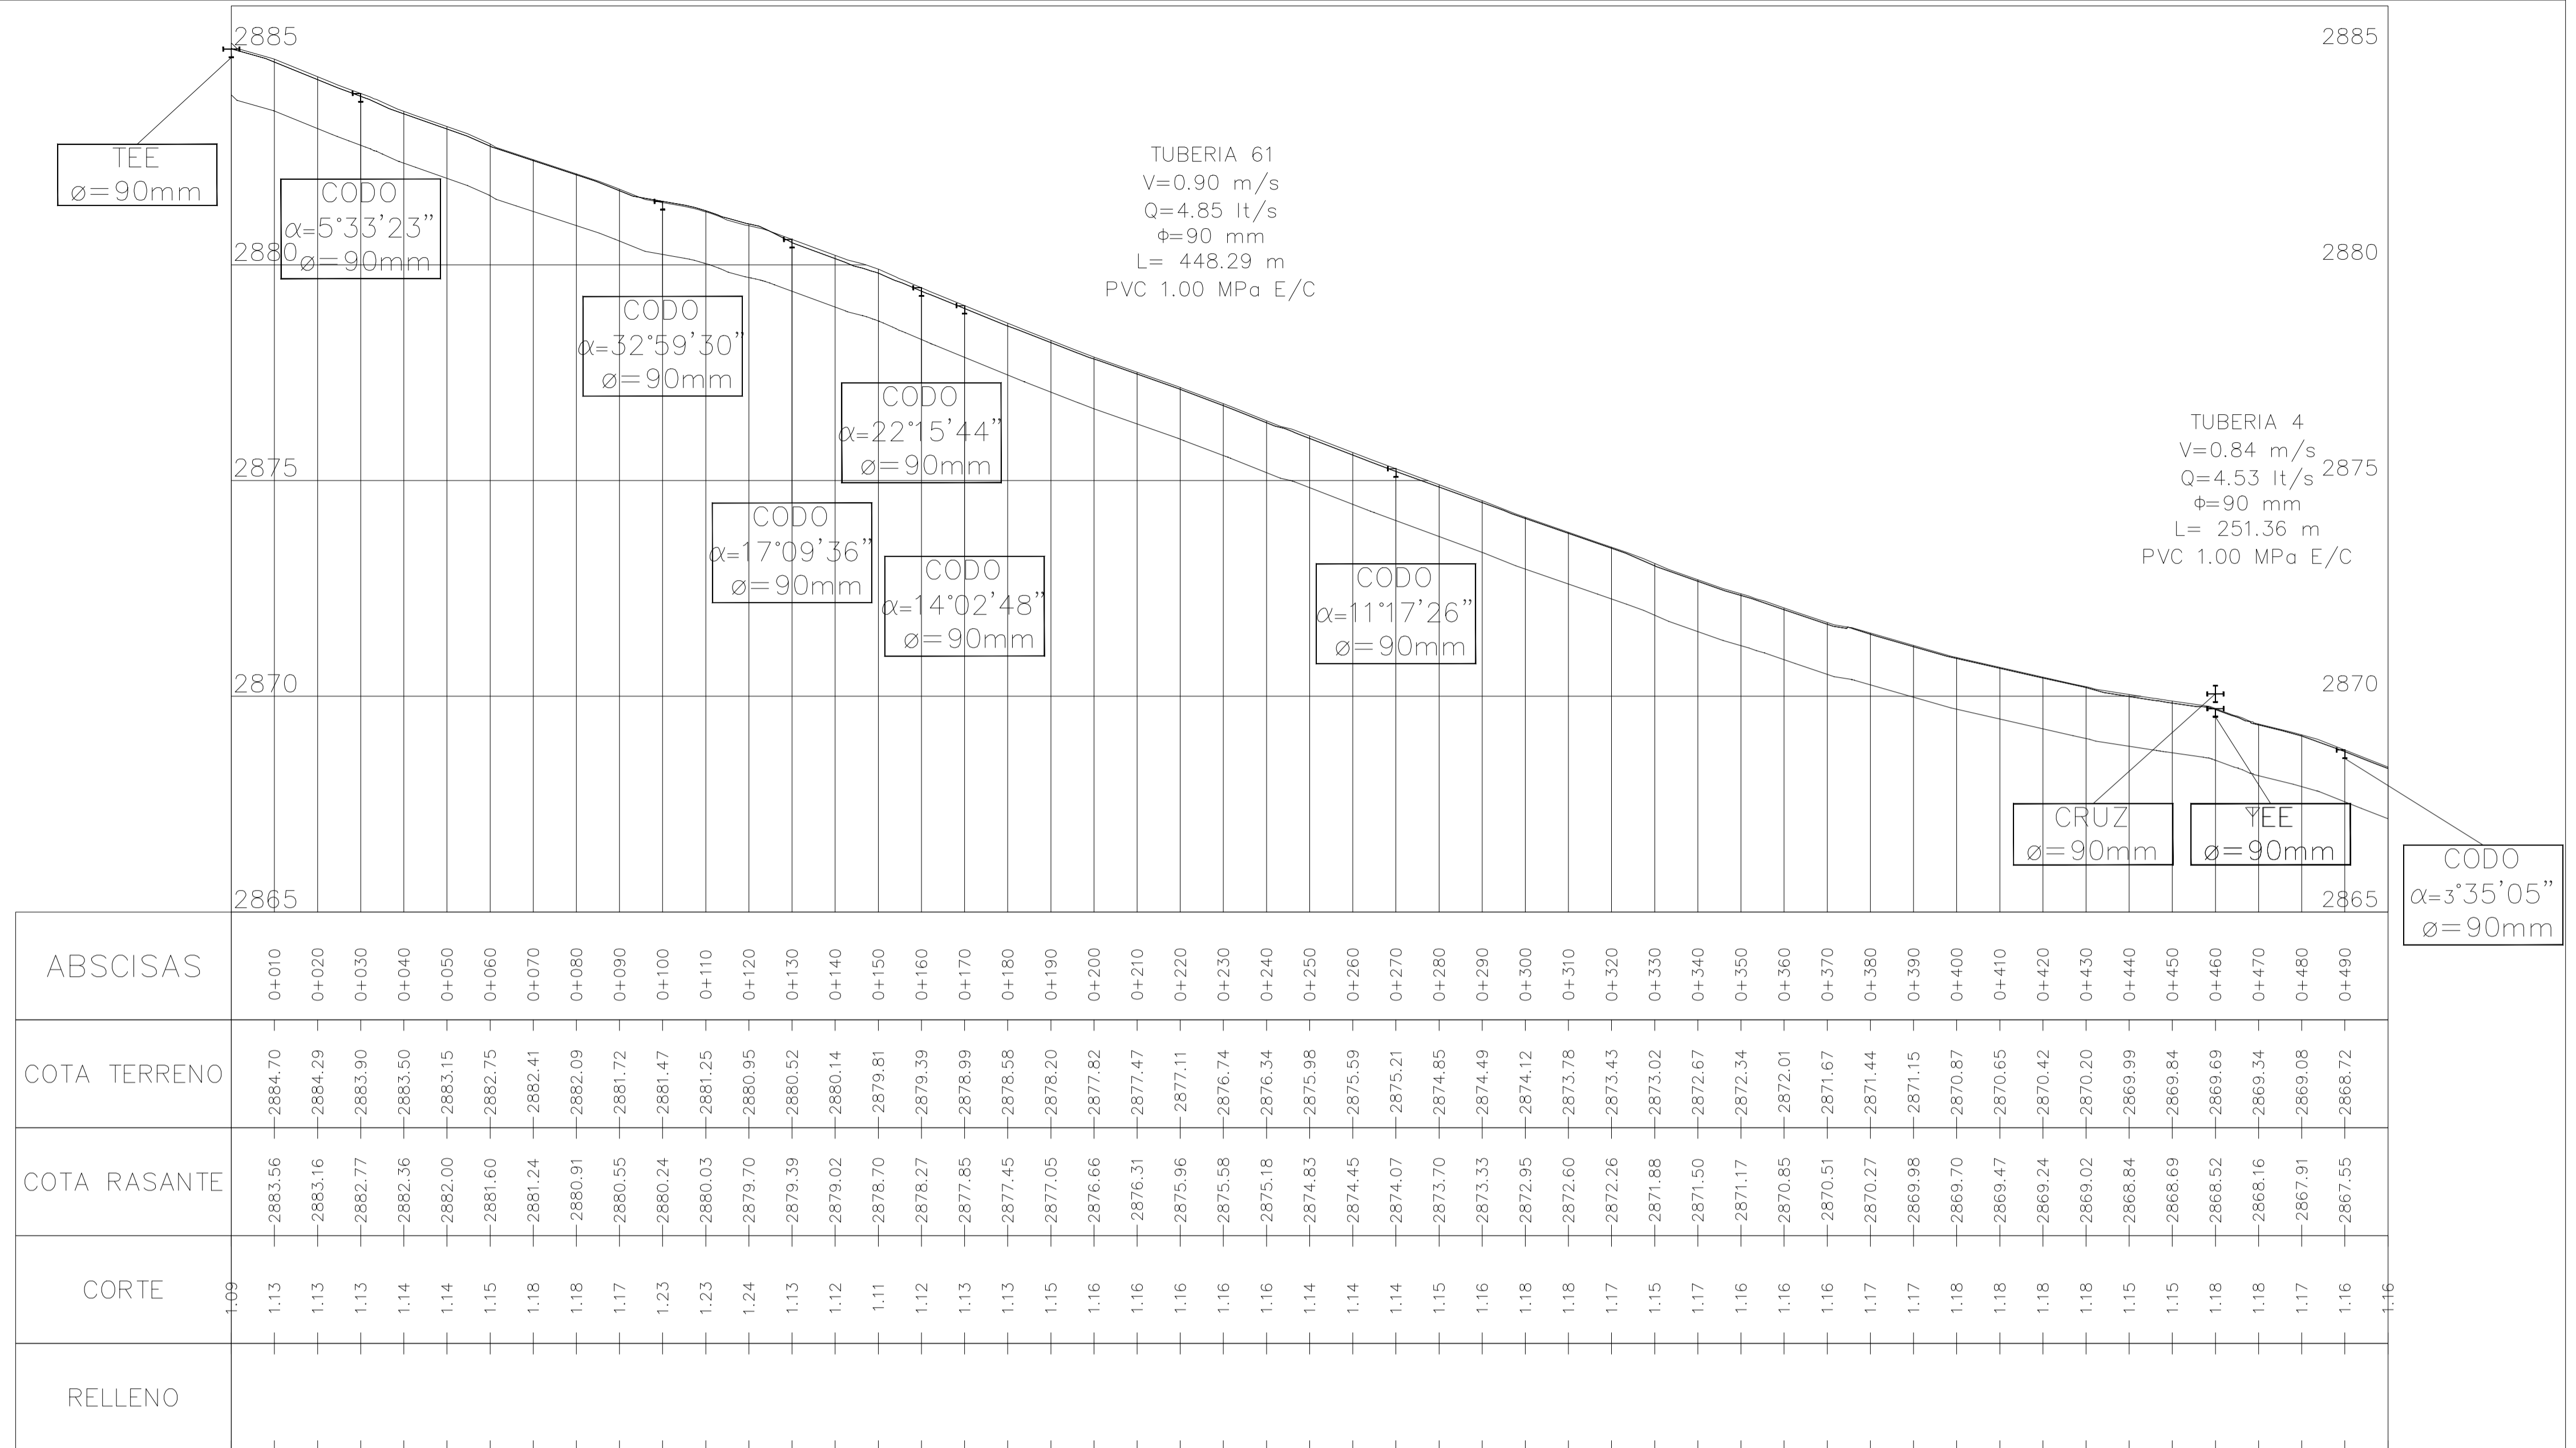 2885
2885
TEE
ø=90mm
CODO
α=5°33'23"
ø=90mm
2880
2880
CODO
α=32°59'30"
ø=90mm
TUBERIA 61
V=0.90 m/s
Q=4.85 lt/s
Φ=90 mm
L= 448.29 m
PVC 1.00 MPa E/C
CODO
α=22°15'44"
ø=90mm
CODO
α=17°09'36"
ø=90mm
CODO
α=14°02'48"
ø=90mm
2875
2875
CODO
α=11°17'26"
ø=90mm
TUBERIA 4
V=0.84 m/s
Q=4.53 lt/s
Φ=90 mm
L= 251.36 m
PVC 1.00 MPa E/C
2870
2870
CRUZ
ø=90mm
ø=90mm
CODO
α=3°35'05"
ø=90mm
2865
2865
ABSCISAS 0+010 0+020 0+030 0+040 0+050 0+060 0+070 0+080 0+090 0+100 0+110 0+120 0+130 0+140 0+150 0+160 0+170 0+180 0+190 0+200 0+210 0+220 0+230 0+240 0+250 0+260 0+270 0+280 0+290 0+300 0+310 0+320 0+330 0+340 0+350 0+360 0+370 0+380 0+390 0+400 0+410 0+420 0+430 0+440 0+450 0+460 0+470 0+480 0+490
COTA TERRENO 2884.70 2884.29 2883.90 2883.50 2883.15 2882.75 2882.41 2882.09 2881.72 2881.47 2881.25 2880.95 2880.52 2880.14 2879.81 2879.39 2878.99 2878.58 2878.20 2877.82 2877.47 2877.11 2876.74 2876.34 2875.98 2875.59 2875.21 2874.85 2874.49 2874.12 2873.78 2873.43 2873.02 2872.67 2872.34 2872.01 2871.67 2871.44 2871.15 2870.87 2870.65 2870.42 2870.20 2869.99 2869.84 2869.69 2869.34 2869.08 2868.72
COTA RASANTE 2883.56 2883.16 2882.77 2882.36 2882.00 2881.60 2881.24 2880.91 2880.55 2880.24 2880.03 2879.70 2879.39 2879.02 2878.70 2878.27 2877.85 2877.45 2877.05 2876.66 2876.31 2875.96 2875.58 2875.18 2874.83 2874.45 2874.07 2873.70 2873.33 2872.95 2872.60 2872.26 2871.88 2871.50 2871.17 2870.85 2870.51 2870.27 2869.98 2869.70 2869.47 2869.24 2869.02 2868.84 2868.69 2868.52 2868.16 2867.91 2867.55
CORTE 1.09 1.13 1.13 1.13 1.14 1.14 1.15 1.18 1.18 1.17 1.23 1.23 1.24 1.13 1.12 1.11 1.12 1.13 1.13 1.15 1.16 1.16 1.16 1.16 1.16 1.14 1.14 1.14 1.15 1.16 1.18 1.18 1.17 1.15 1.17 1.16 1.16 1.16 1.17 1.17 1.18 1.18 1.18 1.18 1.15 1.15 1.18 1.18 1.17 1.16 1.16
RELLENO